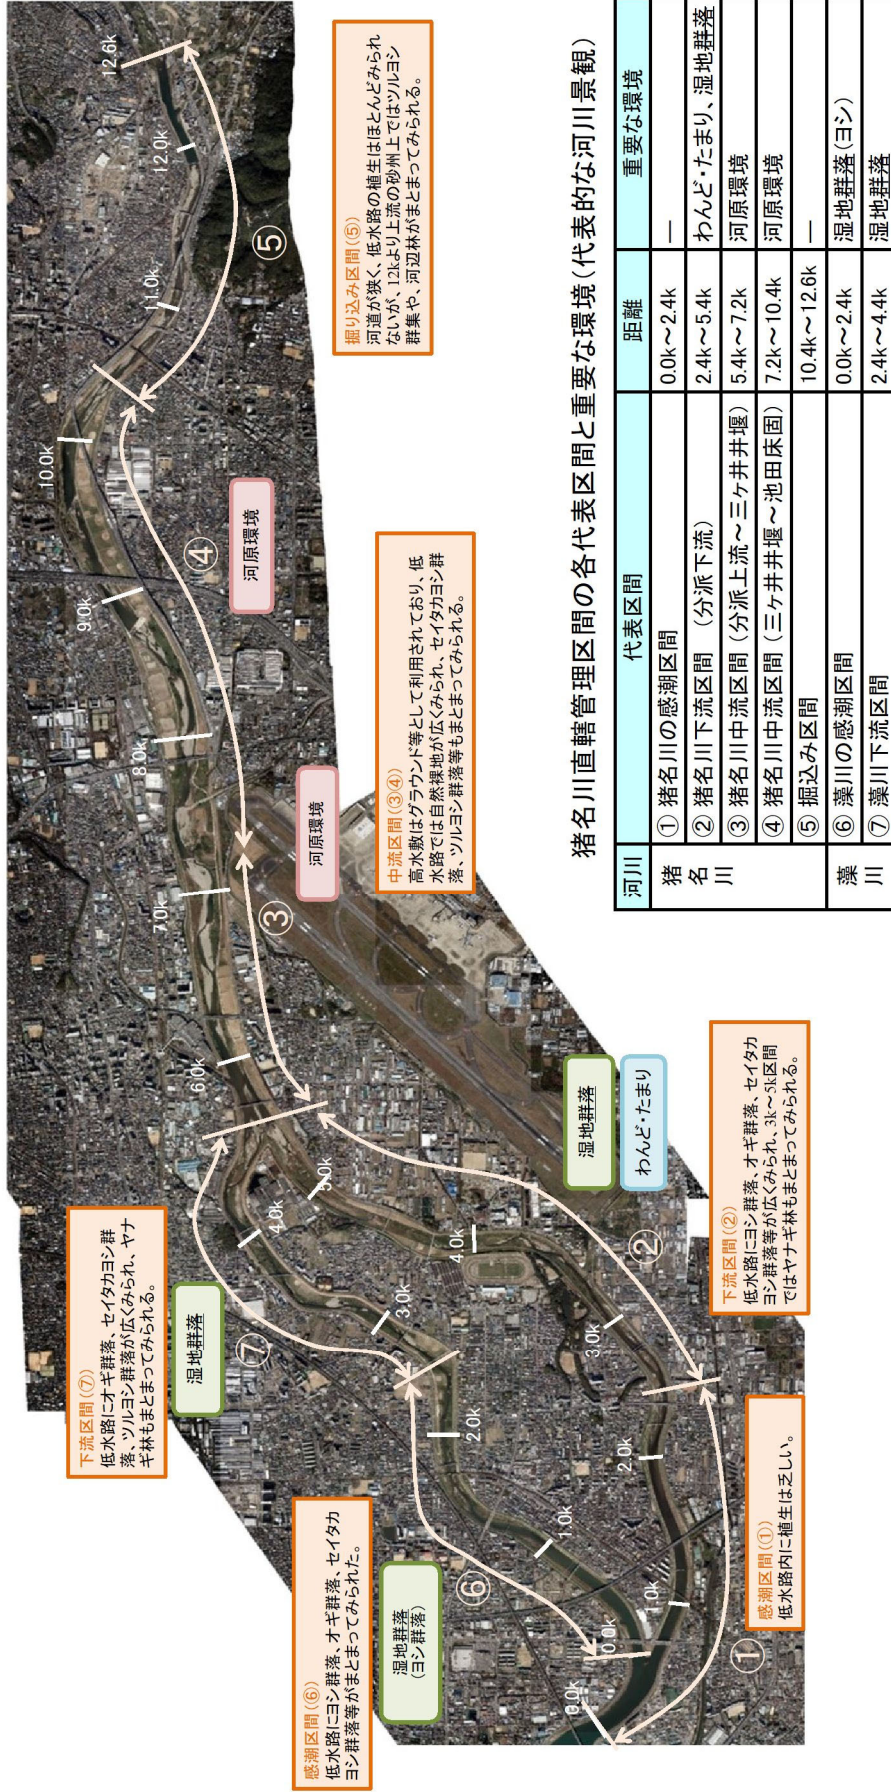 掘り込み区間(⑤)
河道が狭く、低水路の植生はほとんどみられ
ないが、12kより上流の砂州上ではツルヨシ
群集や、河辺林がまとまってみられる。
中流区間(③④)
高水敷はグラウンド等として利用されており、低
水路では自然裸地が広くみられ、セイタカヨシ群
落、ツルヨシ群落等もまとまってみられる。
下流区間(⑦)
低水路にオギ群落、セイタカヨシ群
落、ツルヨシ群落が広くみられ、ヤナ
ギ林もまとまってみられる。
感潮区間(⑥)
低水路にヨシ群落、オギ群落、セイタカ
ヨシ群落等がまとまってみられた。
下流区間(②)
低水路にヨシ群落、オギ群落、セイタカ
ヨシ群落等が広くみられ、3k~5k区間
ではヤナギ林もまとまってみられる。
感潮区間(①)
低水路内に植生は乏しい。
湿地群落
(ヨシ群落)
湿地群落
湿地群落
わんど・たまり
河原環境
河原環境
①
②
③
④
⑤
⑥
⑦
0.0k
1.0k
2.0k
3.0k
4.0k
5.0k
6.0k
7.0k
8.0k
9.0k
10.0k
11.0k
12.0k
12.6k
0.0k
1.0k
2.0k
3.0k
4.0k
猪名川直轄管理区間の各代表区間と重要な環境(代表的な河川景観)
河川 代表区間 距離 重要な環境
猪名川 ① 猪名川の感潮区間 0.0k~2.4k ―
② 猪名川下流区間 (分派下流) 2.4k~5.4k わんど・たまり、湿地群落
③ 猪名川中流区間 (分派上流~三ヶ井井堰) 5.4k~7.2k 河原環境
④ 猪名川中流区間 (三ヶ井井堰~池田床固) 7.2k~10.4k 河原環境
⑤ 掘込み区間 10.4k~12.6k ―
藻川 ⑥ 藻川の感潮区間 0.0k~2.4k 湿地群落(ヨシ)
⑦ 藻川下流区間 2.4k~4.4k 湿地群落